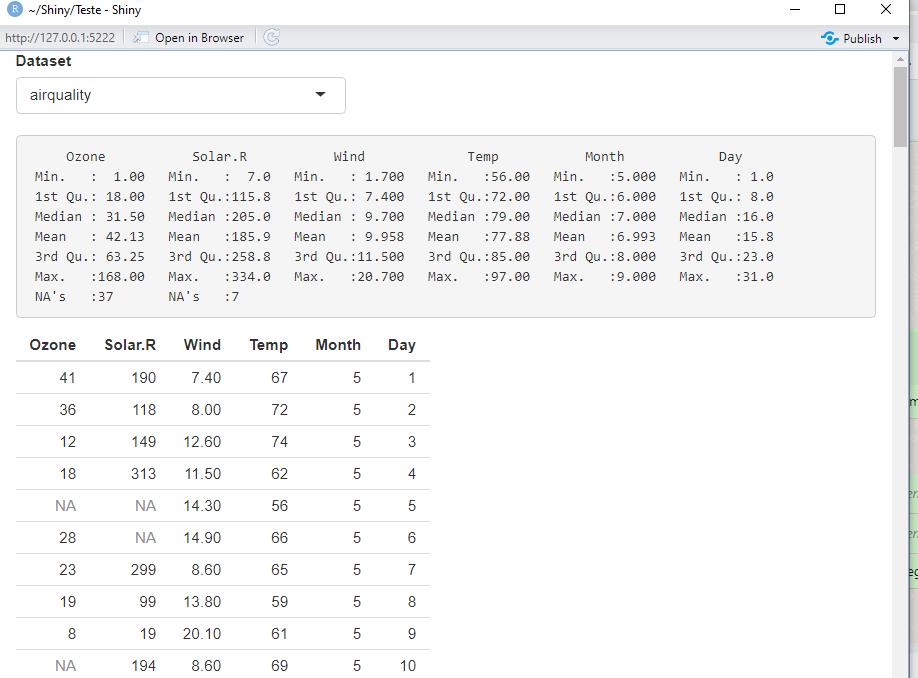 ~/Shiny/Teste - Shiny
http://127.0.0.1:5222 Open in Browser Publish
Dataset
airquality
Ozone Solar.R Wind Temp Month Day
Min. : 1.00 Min. : 7.0 Min. : 1.700 Min. :56.00 Min. :5.000 Min. : 1.0
1st Qu.: 18.00 1st Qu.:115.8 1st Qu.: 7.400 1st Qu.:72.00 1st Qu.:6.000 1st Qu.: 8.0
Median : 31.50 Median :205.0 Median : 9.700 Median :79.00 Median :7.000 Median :16.0
Mean : 42.13 Mean :185.9 Mean : 9.958 Mean :77.88 Mean :6.993 Mean :15.8
3rd Qu.: 63.25 3rd Qu.:258.8 3rd Qu.:11.500 3rd Qu.:85.00 3rd Qu.:8.000 3rd Qu.:23.0
Max. :168.00 Max. :334.0 Max. :20.700 Max. :97.00 Max. :9.000 Max. :31.0
NA's :37 NA's :7
Ozone Solar.R Wind Temp Month Day
41 190 7.40 67 5 1
36 118 8.00 72 5 2
12 149 12.60 74 5 3
18 313 11.50 62 5 4
NA NA 14.30 56 5 5
28 NA 14.90 66 5 6
23 299 8.60 65 5 7
19 99 13.80 59 5 8
8 19 20.10 61 5 9
NA 194 8.60 69 5 10